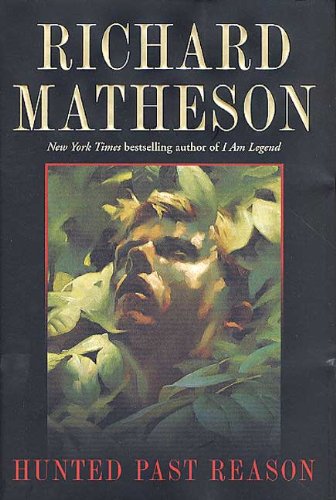 RICHARD
MATHESON
New York Times bestselling author of I Am Legend
HUNTED PAST REASON